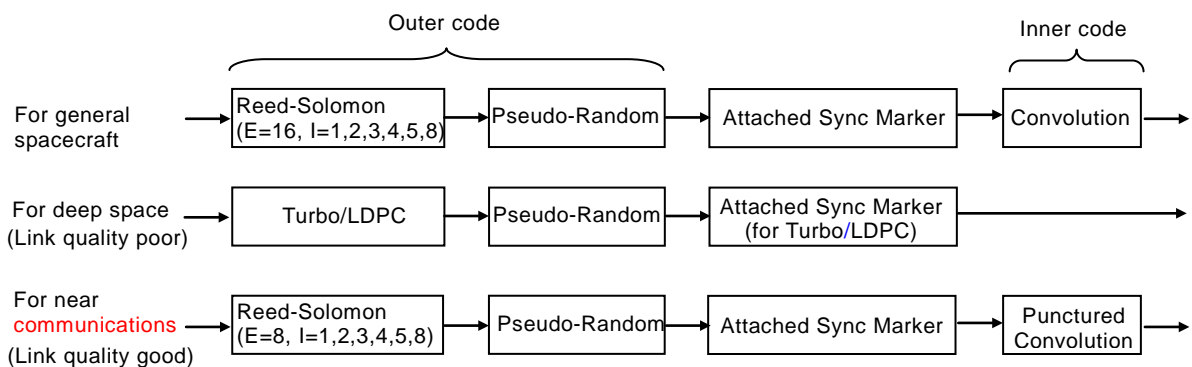 Outer code
Inner code
For general
spacecraft
Reed-Solomon
(E=16, I=1,2,3,4,5,8)
Pseudo-Random
Attached Sync Marker
Convolution
For deep space
(Link quality poor)
Turbo/LDPC
Pseudo-Random
Attached Sync Marker
(for Turbo/LDPC)
For near
communications
(Link quality good)
Reed-Solomon
(E=8, I=1,2,3,4,5,8)
Pseudo-Random
Attached Sync Marker
Punctured
Convolution